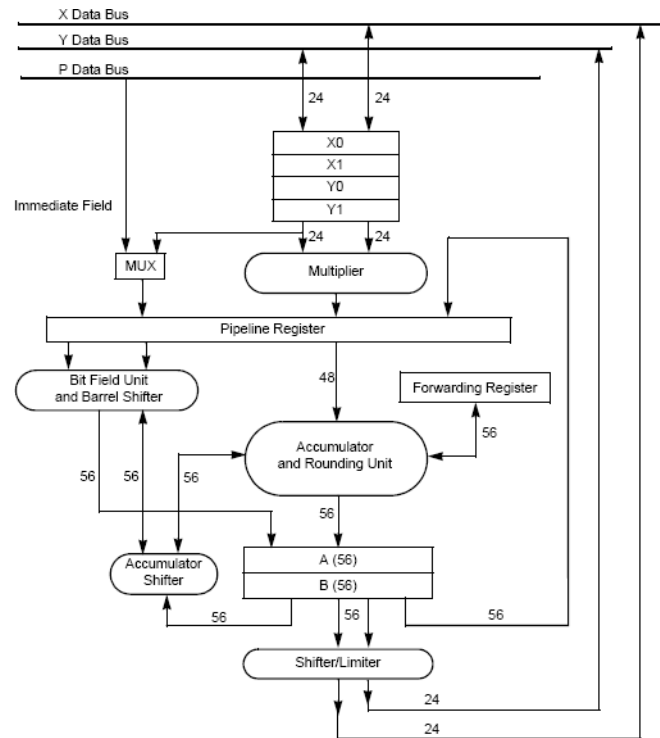 X Data Bus
Y Data Bus
P Data Bus
24 24
X0
X1
Y0
Y1
Immediate Field
24 24
MUX
Multiplier
Pipeline Register
Bit Field Unit
and Barrel Shifter
48
Forwarding Register
56
Accumulator
and Rounding Unit
56 56 56
56
A (56)
B (56)
Accumulator
Shifter
56 56 56
Shifter/Limiter
24
24